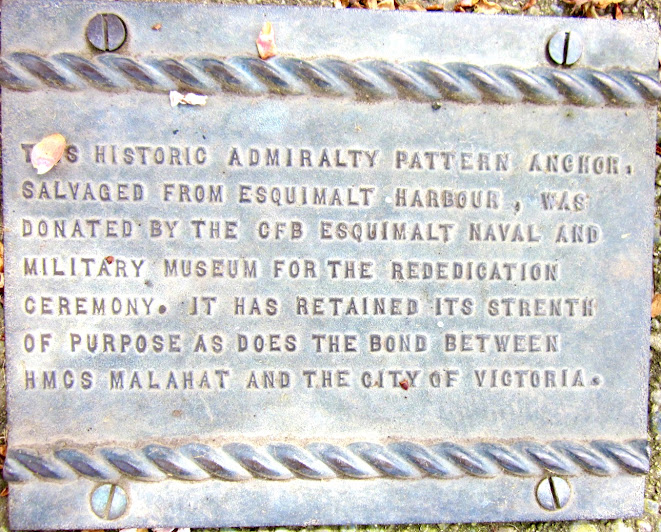 THIS HISTORIC ADMIRALTY PATTERN ANCHOR,
SALVAGED FROM ESQUIMALT HARBOUR, WAS
DONATED BY THE CFB ESQUIMALT NAVAL AND
MILITARY MUSEUM FOR THE REDEDICATION
CEREMONY. IT HAS RETAINED ITS STRENTH
OF PURPOSE AS DOES THE BOND BETWEEN
HMCS MALAHAT AND THE CITY OF VICTORIA.